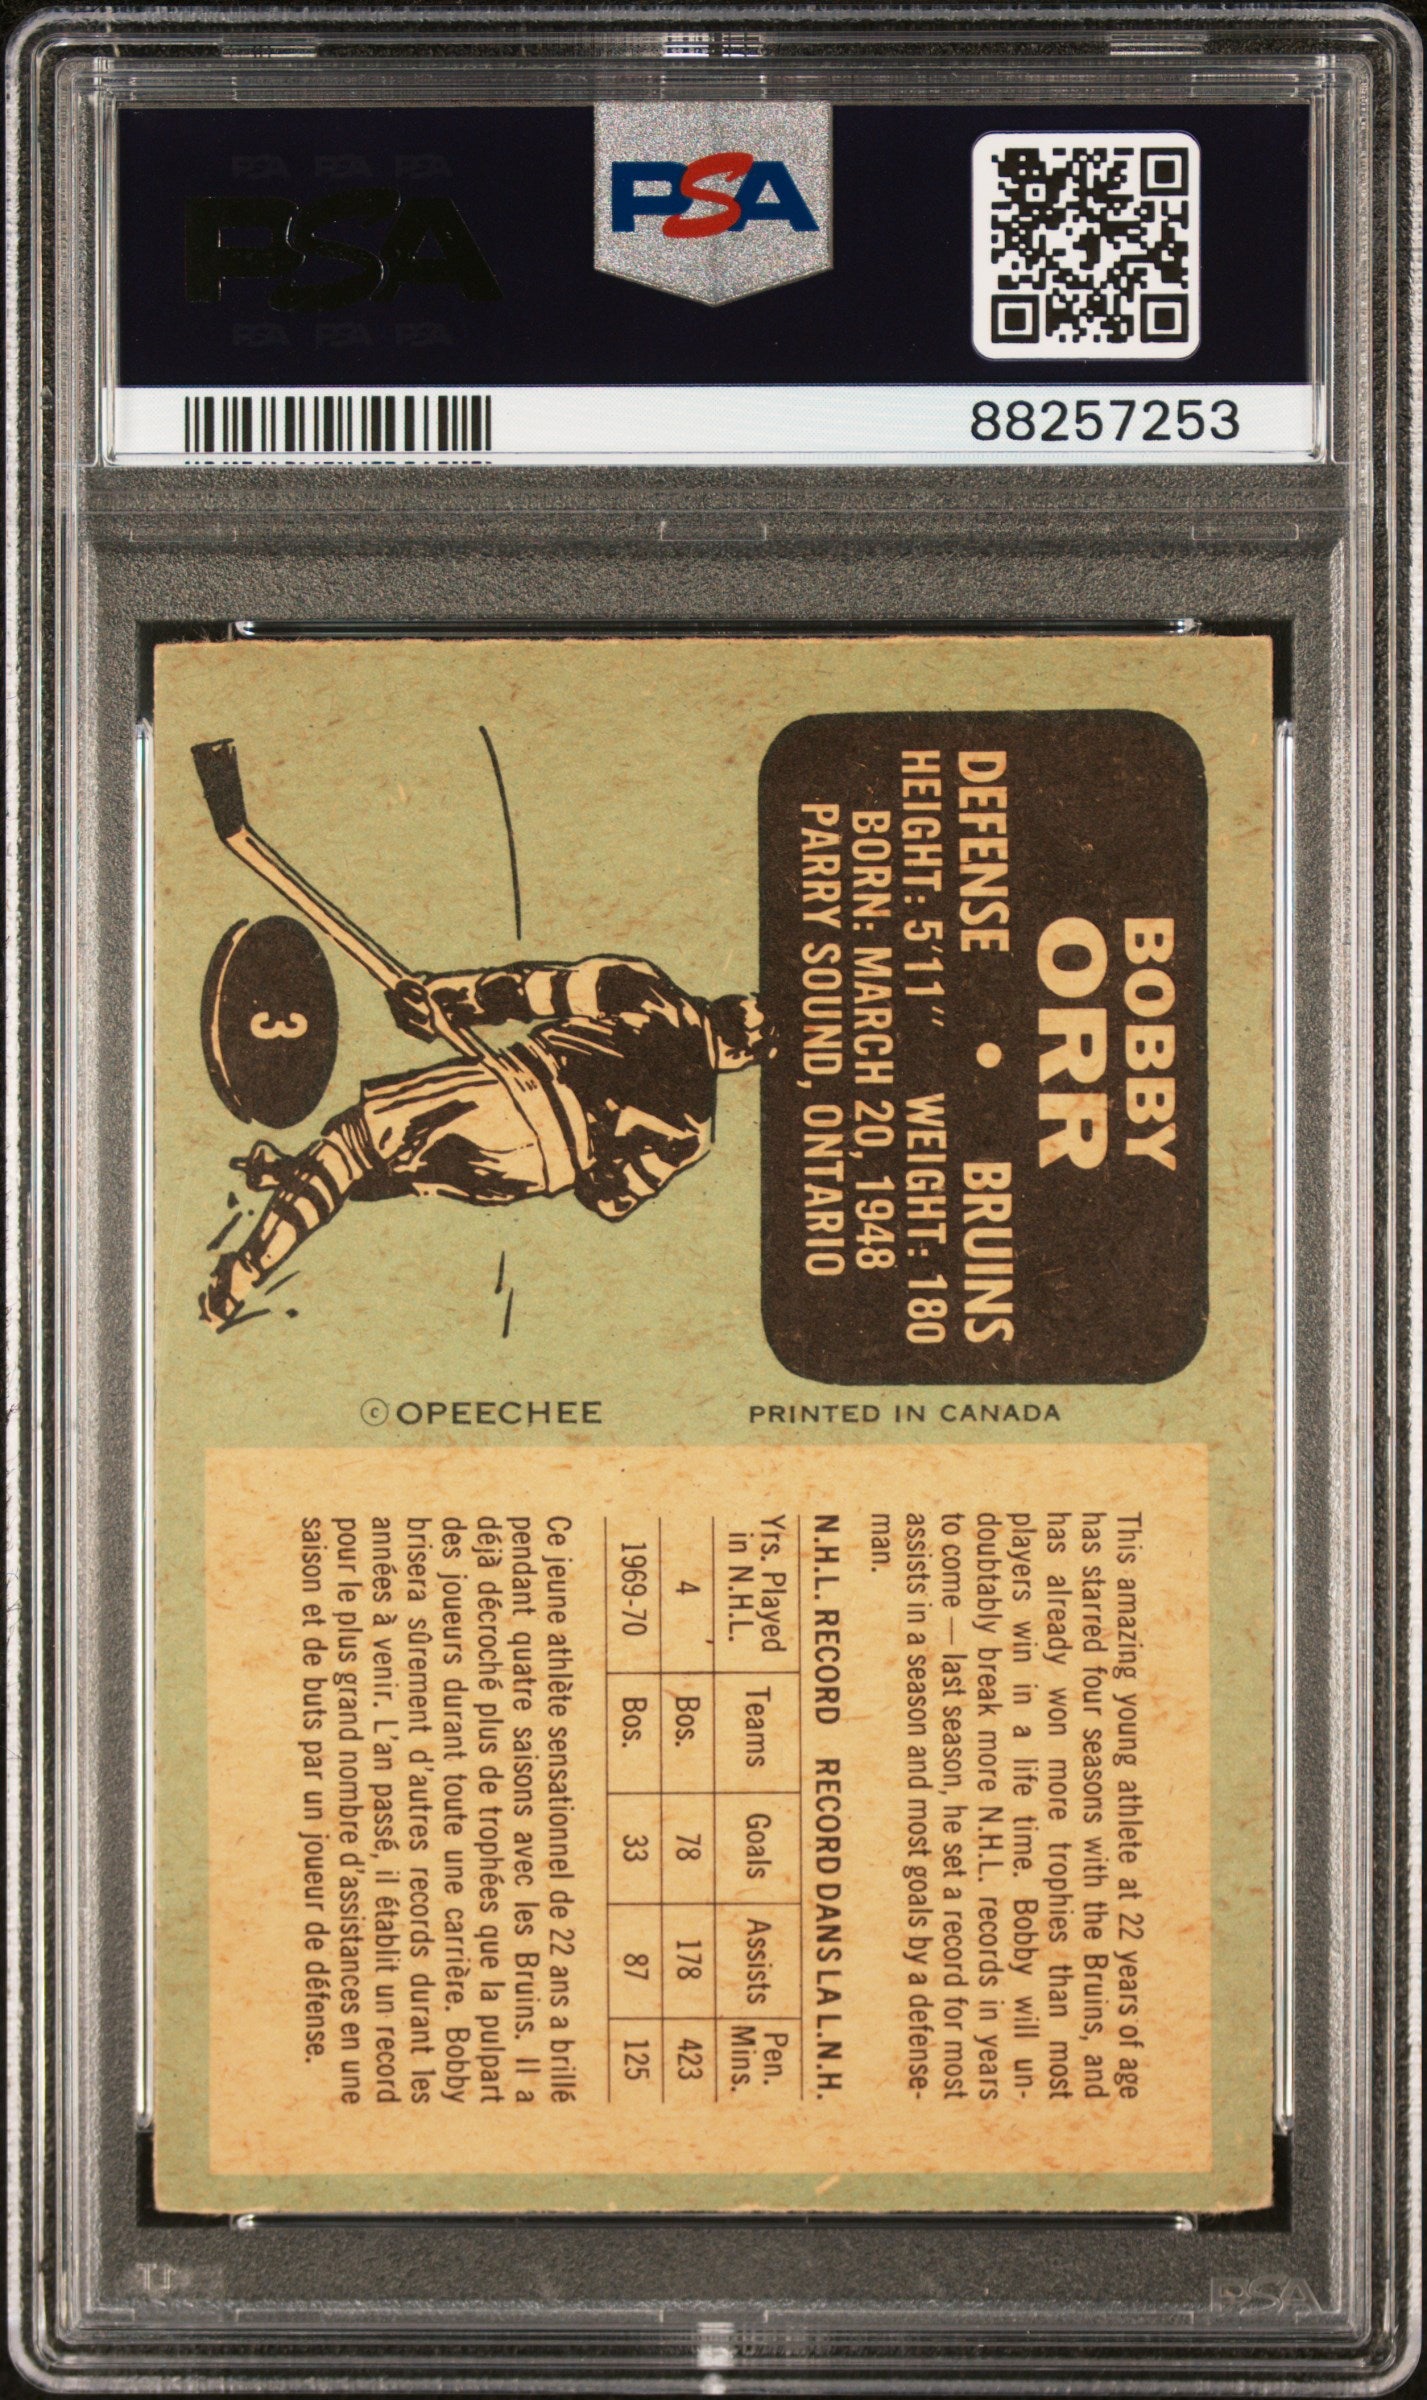 PSA PSA PSA
PSA
PSA PSA PSA
PSA
88257253
BOBBY
ORR
DEFENSE • BRUINS
HEIGHT: 5'11" WEIGHT: 180
BORN: MARCH 20, 1948
PARRY SOUND, ONTARIO
3
© OPEECHEE
PRINTED IN CANADA
This amazing young athlete at 22 years of age
has starred four seasons with the Bruins, and
has already won more trophies than most
players win in a life time. Bobby will un-
doubtably break more N.H.L. records in years
to come — last season, he set a record for most
assists in a season and most goals by a defense-
man.
N.H.L. RECORD RECORD DANS LA L.N.H.
Yrs. Played in N.H.L. Teams Goals Assists Pen. Mins.
4 Bos. 78 178 423
1969-70 Bos. 33 87 125
Ce jeune athlète sensationnel de 22 ans a brillé
pendant quatre saisons avec les Bruins. Il a
déjà décroché plus de trophées que la pulpart
des joueurs durant toute une carrière. Bobby
brisera sûrement d'autres records durant les
années à venir. L'an passé, il établit un record
pour le plus grand nombre d'assistances en une
saison et de buts par un joueur de défense.
PSA